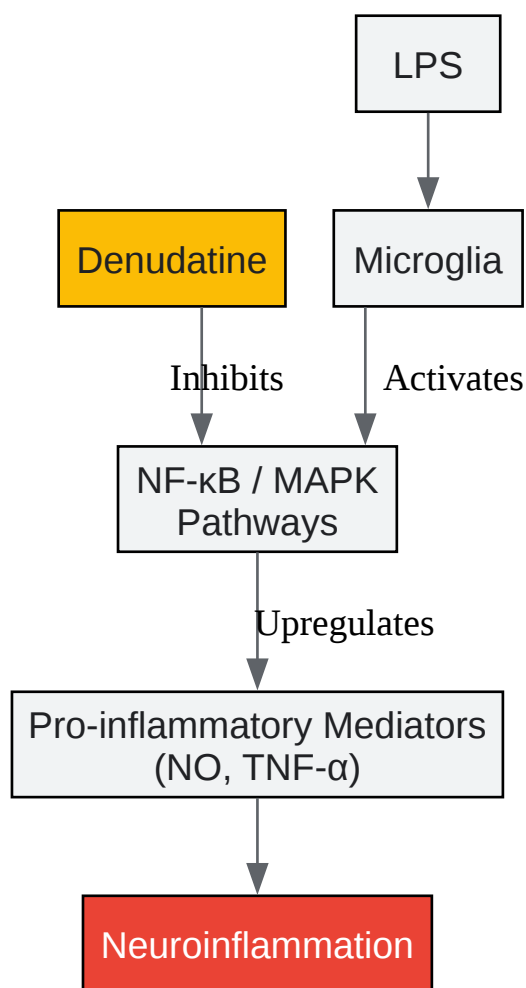 LPS
Denudatine
Microglia
Inhibits
Activates
NF-κB / MAPK
Pathways
Upregulates
Pro-inflammatory Mediators
(NO, TNF-α)
Neuroinflammation